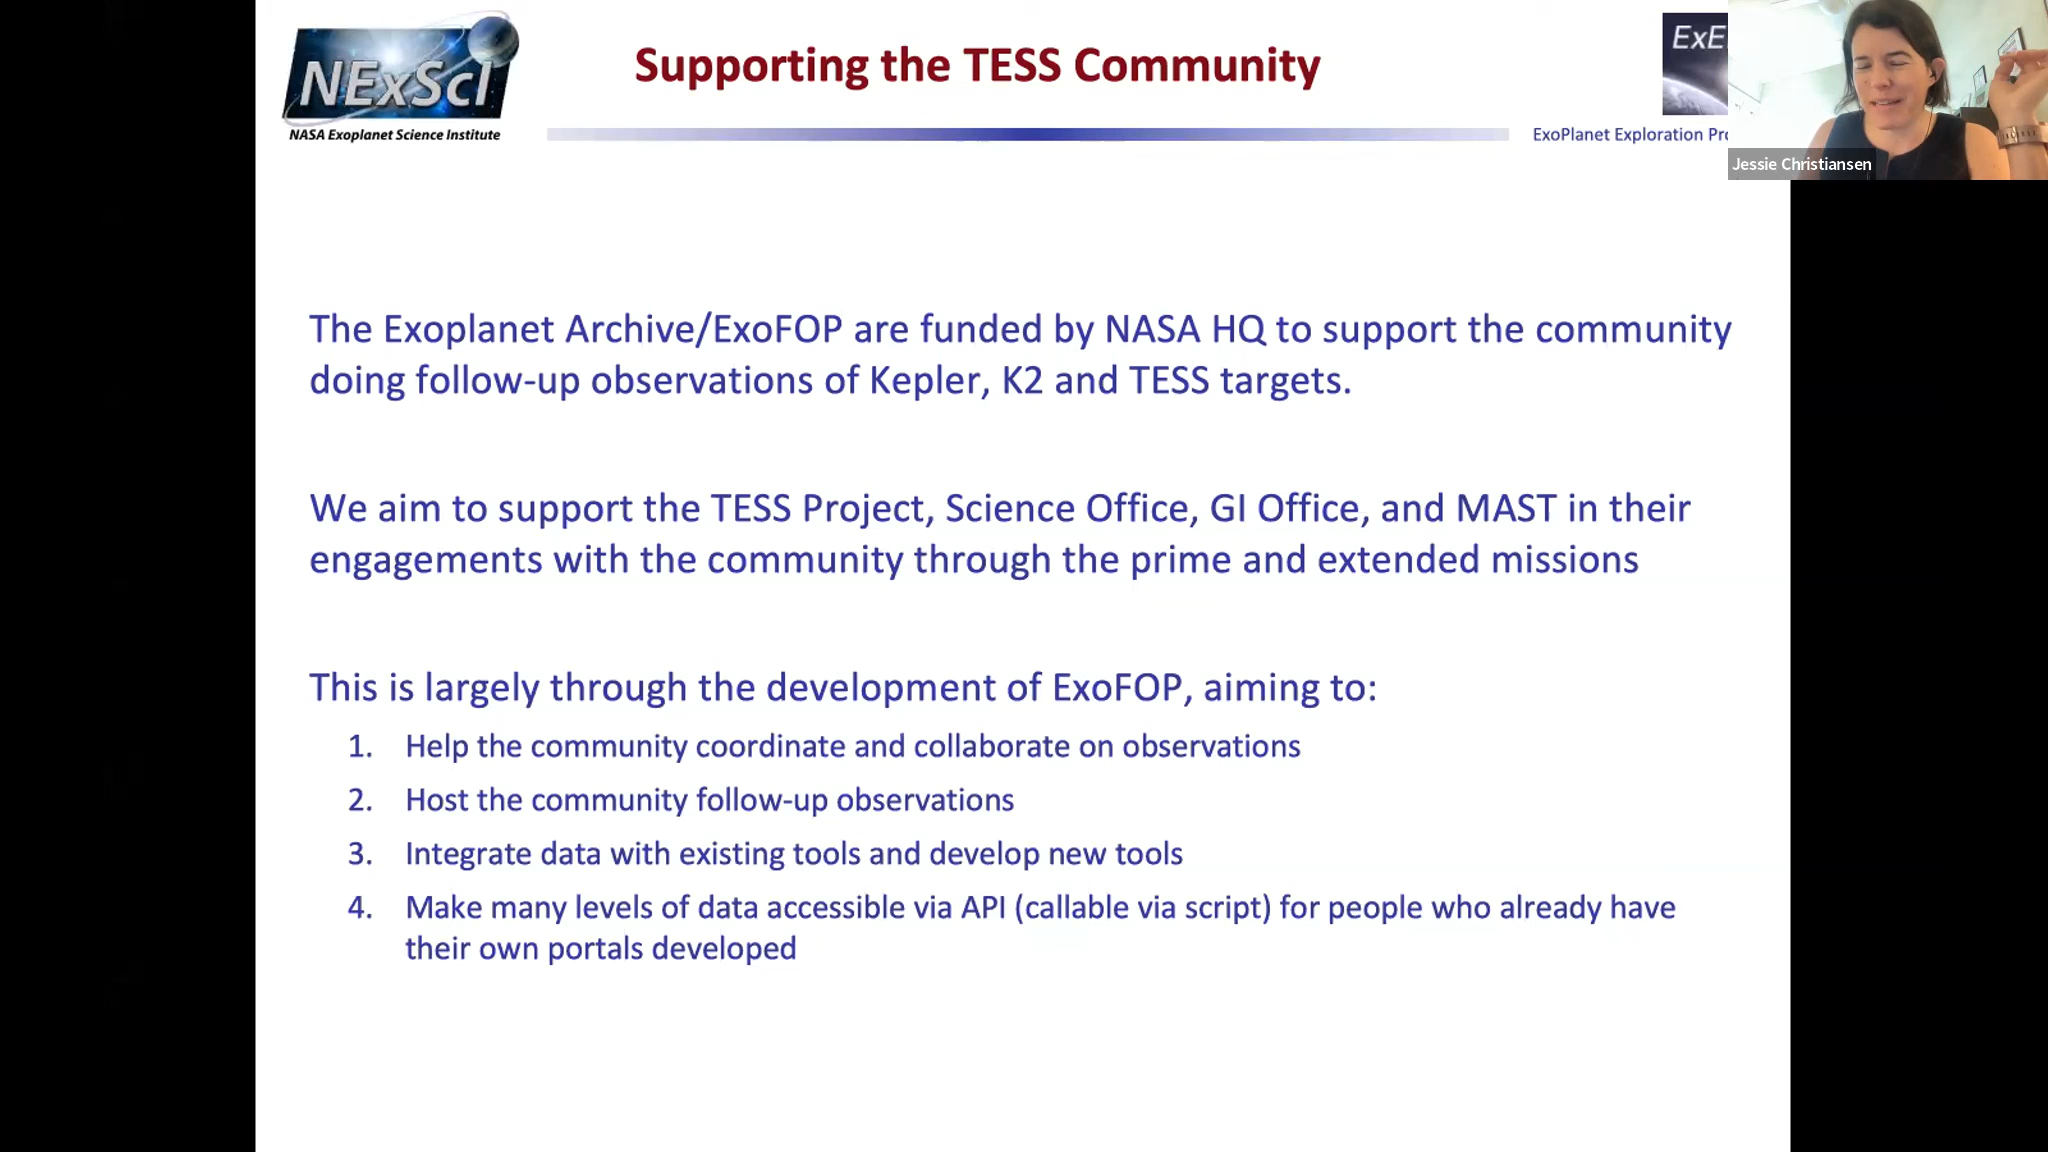 NExScI
NASA Exoplanet Science Institute
Supporting the TESS Community
ExE
ExoPlanet Exploration Pro
Jessie Christiansen
The Exoplanet Archive/ExoFOP are funded by NASA HQ to support the community
doing follow-up observations of Kepler, K2 and TESS targets.
We aim to support the TESS Project, Science Office, GI Office, and MAST in their
engagements with the community through the prime and extended missions
This is largely through the development of ExoFOP, aiming to:
1. Help the community coordinate and collaborate on observations
2. Host the community follow-up observations
3. Integrate data with existing tools and develop new tools
4. Make many levels of data accessible via API (callable via script) for people who already have
their own portals developed